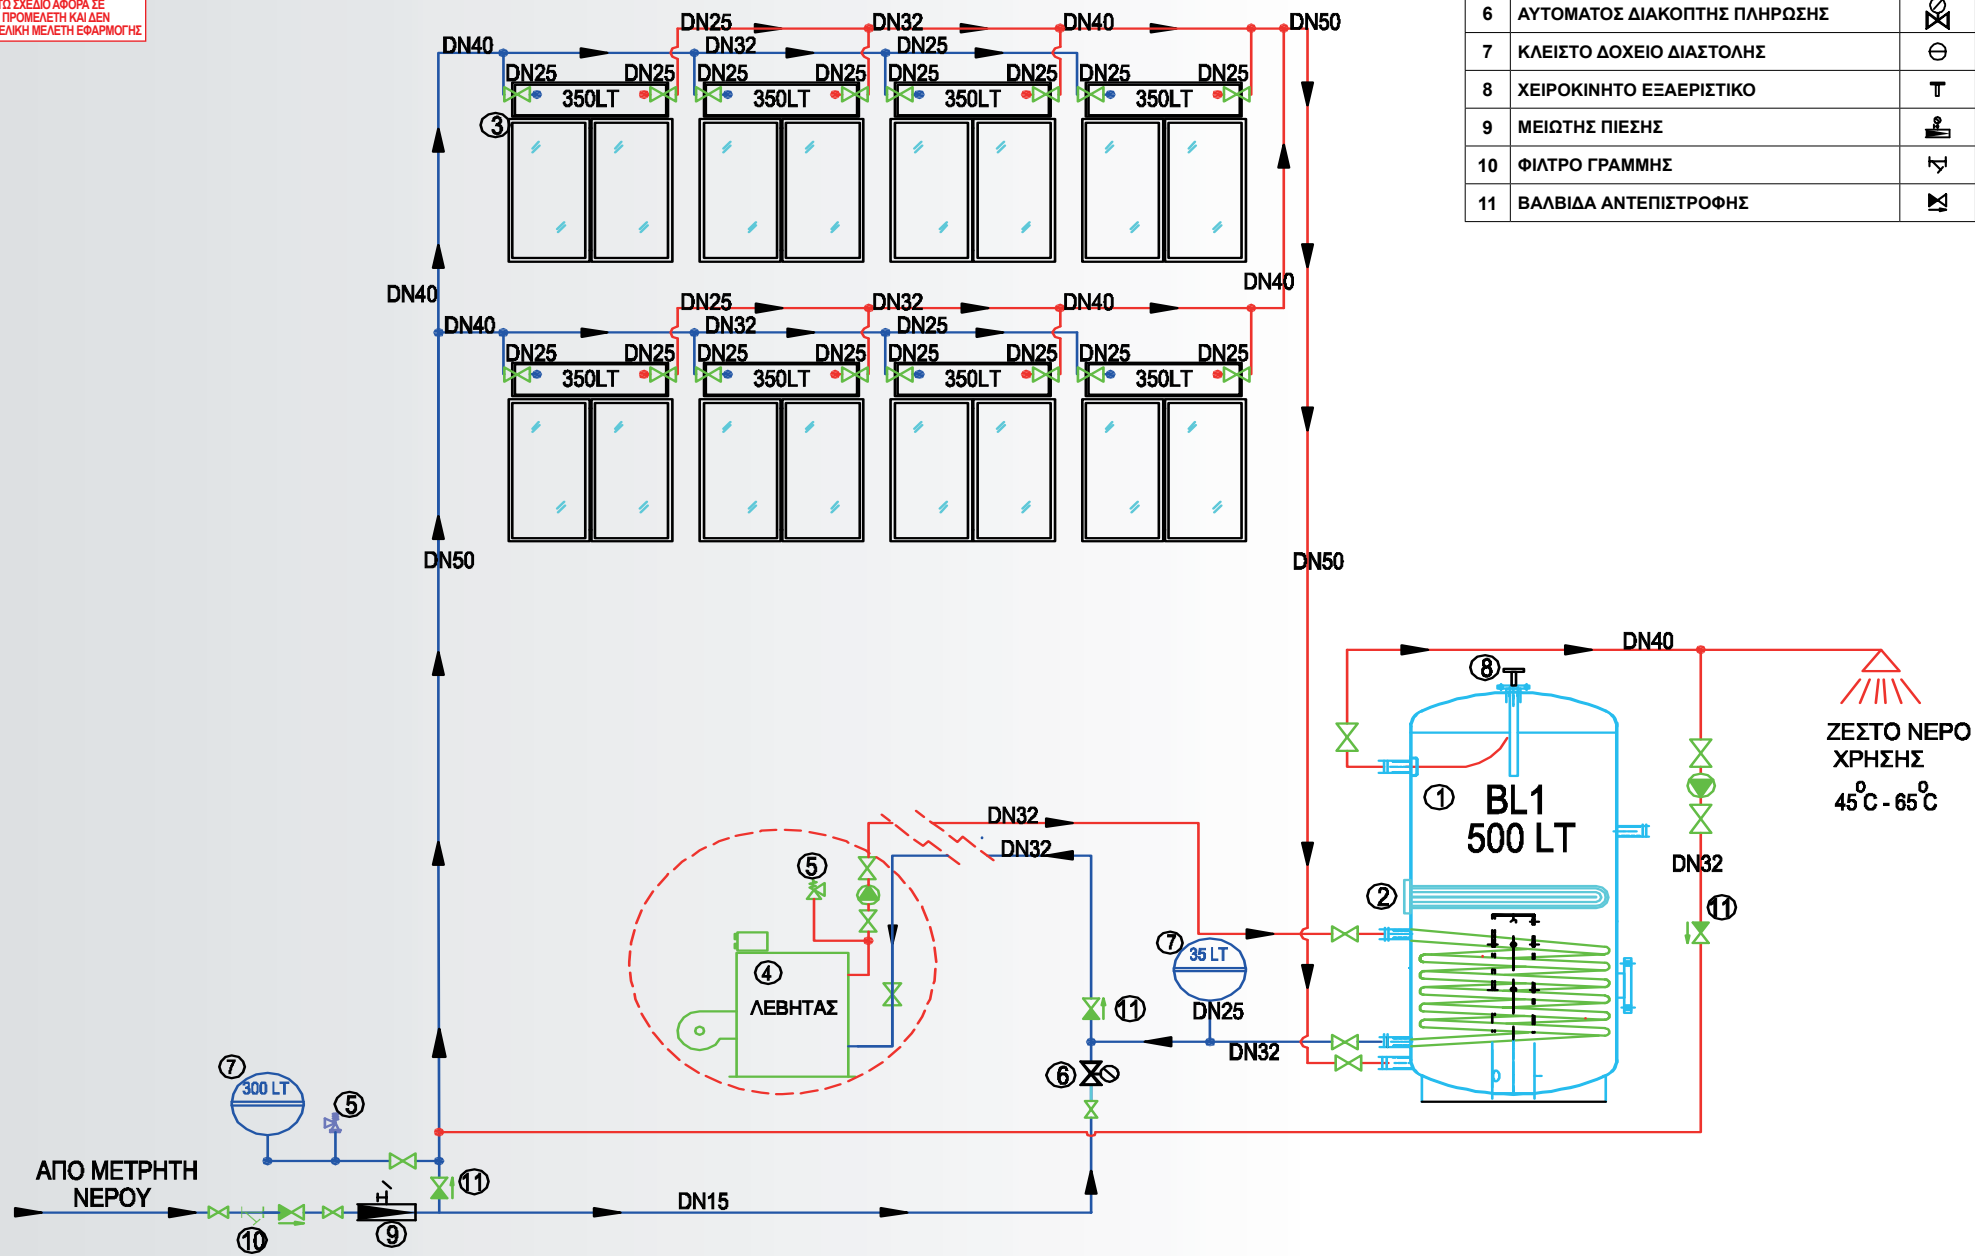 ΤΩ ΣΧΕΔΙΟ ΑΦΟΡΑ ΣΕ
ΠΡΟΜΕΛΕΤΗ ΚΑΙ ΔΕΝ
ΕΛΙΚΗ ΜΕΛΕΤΗ ΕΦΑΡΜΟΓΗΣ
6 ΑΥΤΟΜΑΤΟΣ ΔΙΑΚΟΠΤΗΣ ΠΛΗΡΩΣΗΣ
7 ΚΛΕΙΣΤΟ ΔΟΧΕΙΟ ΔΙΑΣΤΟΛΗΣ
8 ΧΕΙΡΟΚΙΝΗΤΟ ΕΞΑΕΡΙΣΤΙΚΟ
9 ΜΕΙΩΤΗΣ ΠΙΕΣΗΣ
10 ΦΙΛΤΡΟ ΓΡΑΜΜΗΣ
11 ΒΑΛΒΙΔΑ ΑΝΤΕΠΙΣΤΡΟΦΗΣ
DN25 DN32 DN40 DN50
DN40 DN32 DN25
DN25 DN25 DN25 DN25 DN25 DN25 DN25 DN25
350LT 350LT 350LT 350LT
3
DN40 DN40
DN25 DN32 DN40
DN40 DN32 DN25
DN25 DN25 DN25 DN25 DN25 DN25 DN25 DN25
350LT 350LT 350LT 350LT
DN50 DN50
DN40
8
ΖΕΣΤΟ ΝΕΡΟ
ΧΡΗΣΗΣ
45°C - 65°C
1
BL1
500 LT
DN32
DN32
DN32
5
2
11
7
35 LT
4
ΛΕΒΗΤΑΣ
11
DN25
DN32
6
7
300 LT
5
ΑΠΟ ΜΕΤΡΗΤΗ
ΝΕΡΟΥ
11
DN15
10
9